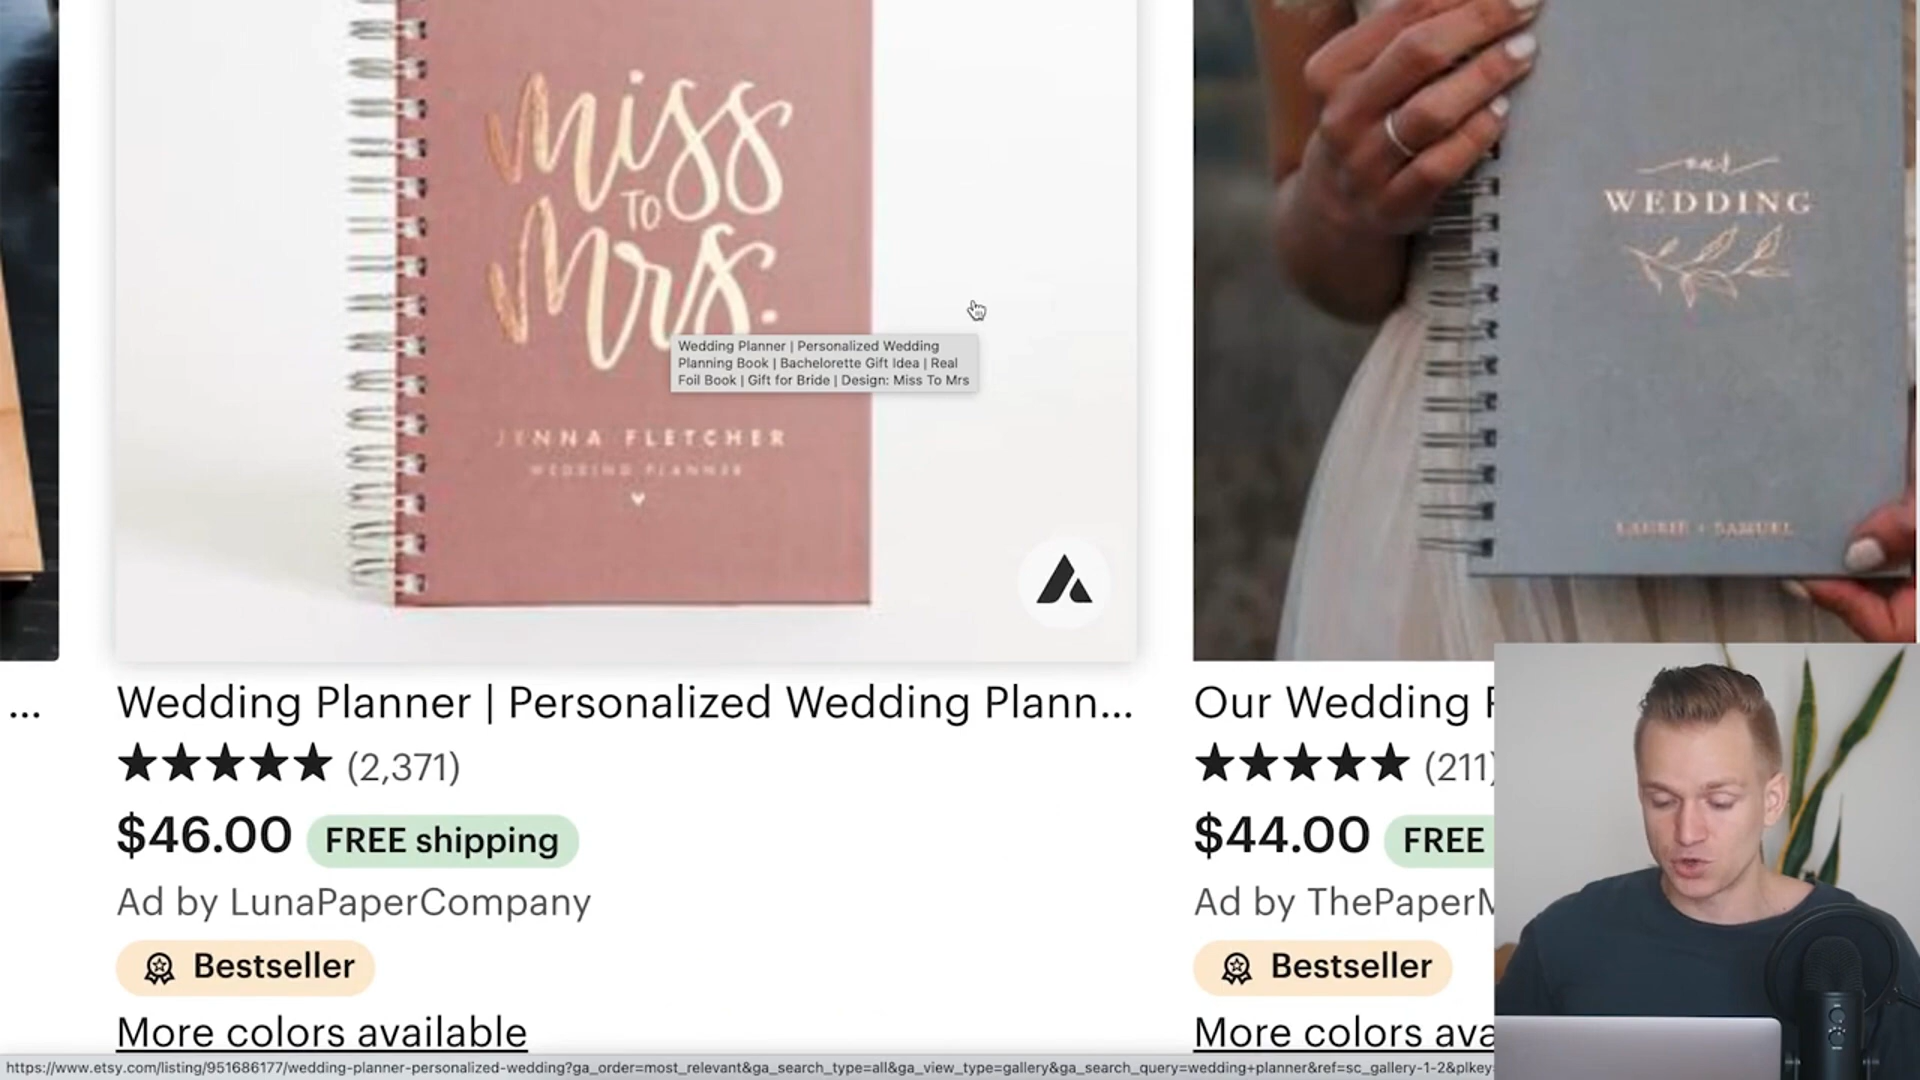 miss
TO
Mrs.
JENNA FLETCHER
WEDDING PLANNER
our
WEDDING
LAURIE + SAMUEL
Wedding Planner | Personalized Wedding
Planning Book | Bachelorette Gift Idea | Real
Foil Book | Gift for Bride | Design: Miss To Mrs
...
Wedding Planner | Personalized Wedding Plann...
★★★★★ (2,371)
$46.00 FREE shipping
Ad by LunaPaperCompany
Bestseller
More colors available
Our Wedding
★★★★★ (211)
$44.00 FREE
Ad by ThePaperM
Bestseller
More colors ava
https://www.etsy.com/listing/951686177/wedding-planner-personalized-wedding?ga_order=most_relevant&ga_search_type=all&ga_view_type=gallery&ga_search_query=wedding+planner&ref=sc_gallery-1-2&plkey=